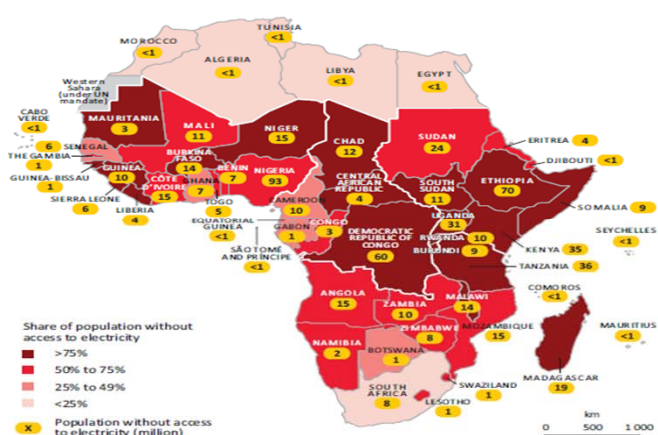 TUNISIA
<1
MOROCCO
<1
ALGERIA
<1
LIBYA
<1
EGYPT
<1
Western
Sahara
(under UN
mandate)
CABO
VERDE
<1
MAURITANIA
3
MALI
11
NIGER
15
CHAD
12
SUDAN
24
ERITREA 4
DJIBOUTI <1
6 SENEGAL
THE GAMBIA
1
GUINEA-BISSAU
1
GUINEA
10
SIERRA LEONE
6
LIBERIA
4
CÔTE
D'IVOIRE
15
BURKINA
FASO
14
GHANA
7
TOGO
5
BENIN
7
NIGERIA
93
CAMEROON
10
CENTRAL
AFRICAN
REPUBLIC
4
SOUTH
SUDAN
11
ETHIOPIA
70
SOMALIA 9
EQUATORIAL
GUINEA
<1
SÃO TOMÉ
AND PRÍNCIPE
<1
GABON
1
CONGO
3
DEMOCRATIC
REPUBLIC OF
CONGO
60
UGANDA
31
RWANDA 10
BURUNDI 9
KENYA 35
TANZANIA 36
SEYCHELLES
<1
COMOROS
<1
ANGOLA
15
ZAMBIA
10
MALAWI
14
MOZAMBIQUE
15
ZIMBABWE
8
MAURITIUS
<1
MADAGASCAR
19
NAMIBIA
2
BOTSWANA
1
SOUTH
AFRICA
8
SWAZILAND
1
LESOTHO
1
Share of population without
access to electricity
>75%
50% to 75%
25% to 49%
<25%
X Population without access
to electricity (million)
km
0 500 1 000